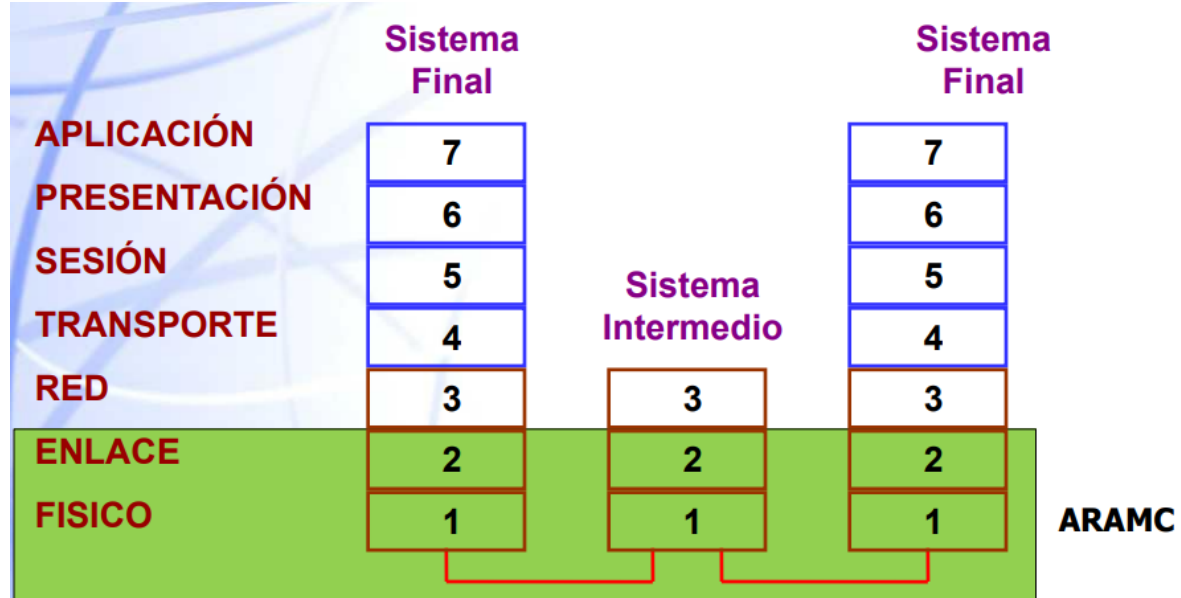 Sistema
Final
Sistema
Final
APLICACIÓN
7
7
PRESENTACIÓN
6
6
SESIÓN
5
5
Sistema
Intermedio
TRANSPORTE
4
4
RED
3
3
3
ENLACE
2
2
2
FISICO
1
1
1
ARAMC